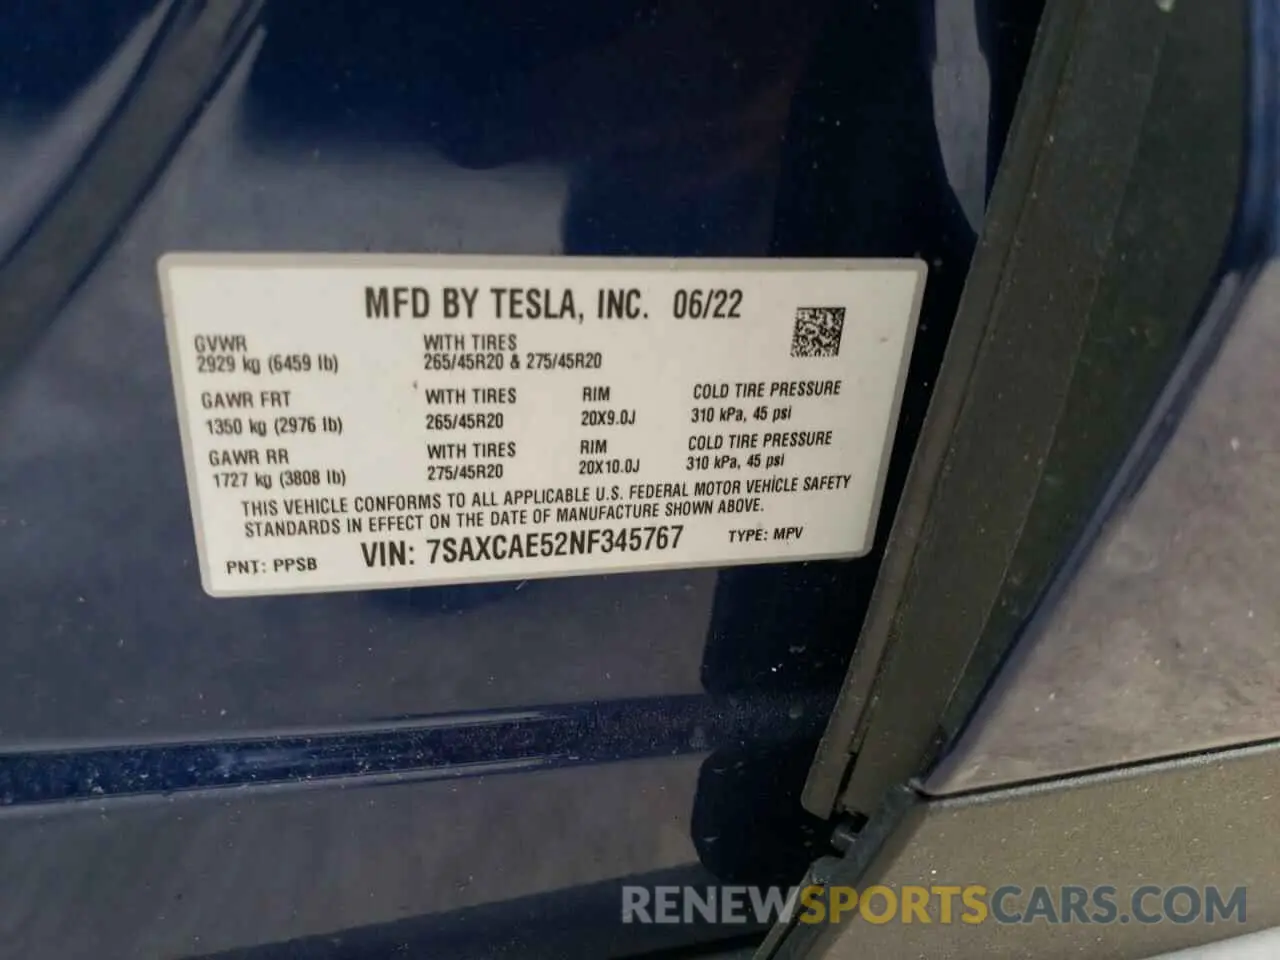 MFD BY TESLA, INC. 06/22
GVWR WITH TIRES
2929 kg (6459 lb) 265/45R20 & 275/45R20
GAWR FRT WITH TIRES RIM COLD TIRE PRESSURE
1350 kg (2976 lb) 265/45R20 20X9.0J 310 kPa, 45 psi
GAWR RR WITH TIRES RIM COLD TIRE PRESSURE
1727 kg (3808 lb) 275/45R20 20X10.0J 310 kPa, 45 psi
THIS VEHICLE CONFORMS TO ALL APPLICABLE U.S. FEDERAL MOTOR VEHICLE SAFETY
STANDARDS IN EFFECT ON THE DATE OF MANUFACTURE SHOWN ABOVE.
PNT: PPSB VIN: 7SAXCAE52NF345767 TYPE: MPV
RENEWSPORTSCARS.COM